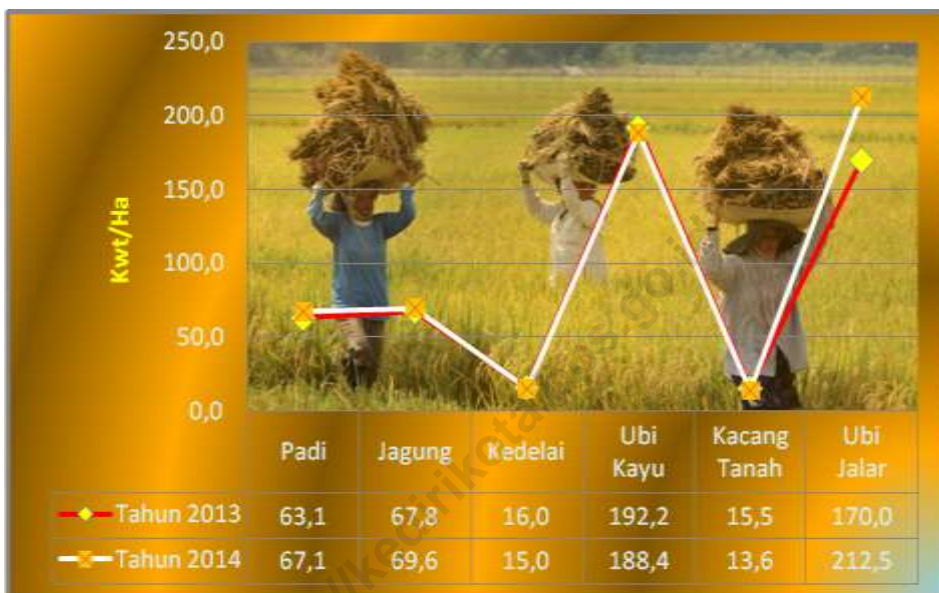 250,0
200,0
150,0
100,0
50,0
0,0
Kwt/Ha
Padi Jagung Kedelai Ubi Kayu Kacang Tanah Ubi Jalar
Tahun 2013 63,1 67,8 16,0 192,2 15,5 170,0
Tahun 2014 67,1 69,6 15,0 188,4 13,6 212,5